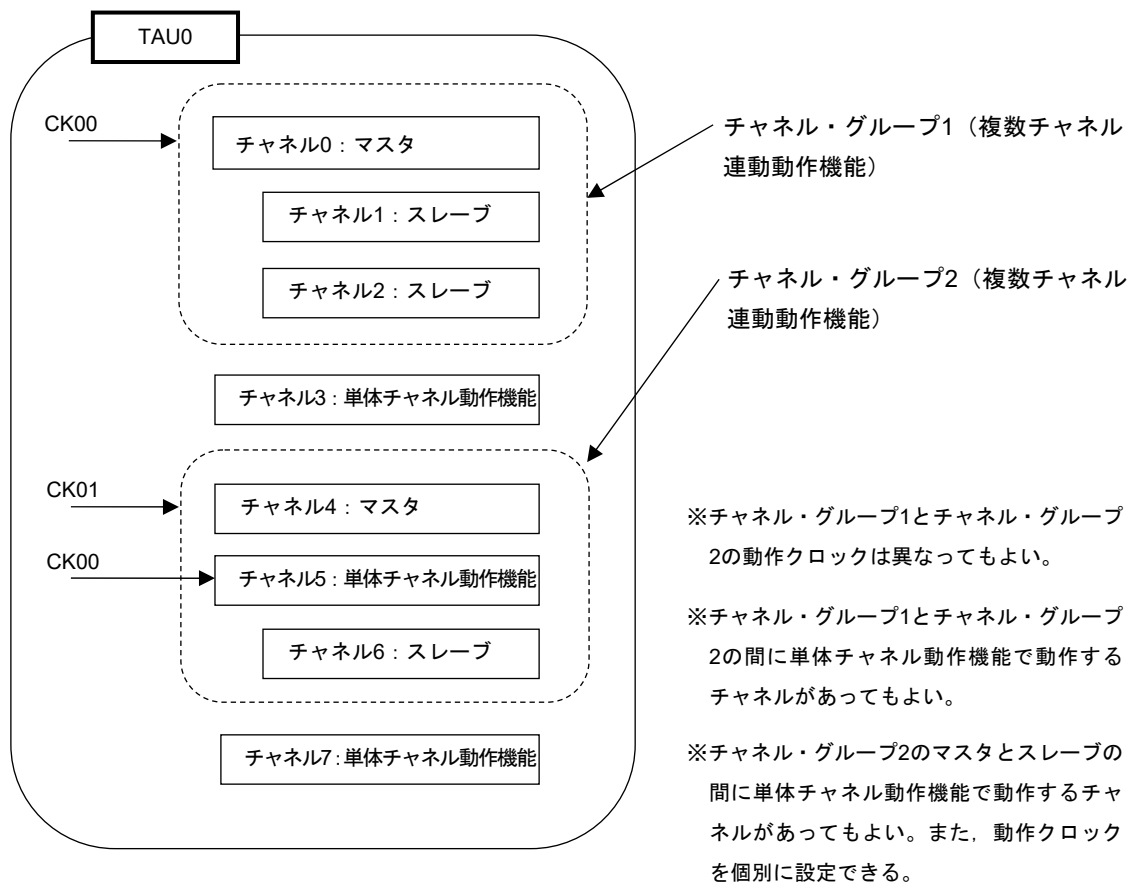 TAU0
CK00
チャネル0：マスタ
チャネル1：スレーブ
チャネル2：スレーブ
チャネル・グループ1（複数チャネル
連動動作機能）
チャネル3：単体チャネル動作機能
チャネル・グループ2（複数チャネル
連動動作機能）
CK01
チャネル4：マスタ
CK00
チャネル5：単体チャネル動作機能
チャネル6：スレーブ
チャネル7：単体チャネル動作機能
※チャネル・グループ1とチャネル・グループ
2の動作クロックは異なってもよい。
※チャネル・グループ1とチャネル・グループ
2の間に単体チャネル動作機能で動作する
チャネルがあってもよい。
※チャネル・グループ2のマスタとスレーブの
間に単体チャネル動作機能で動作するチャ
ネルがあってもよい。また，動作クロック
を個別に設定できる。